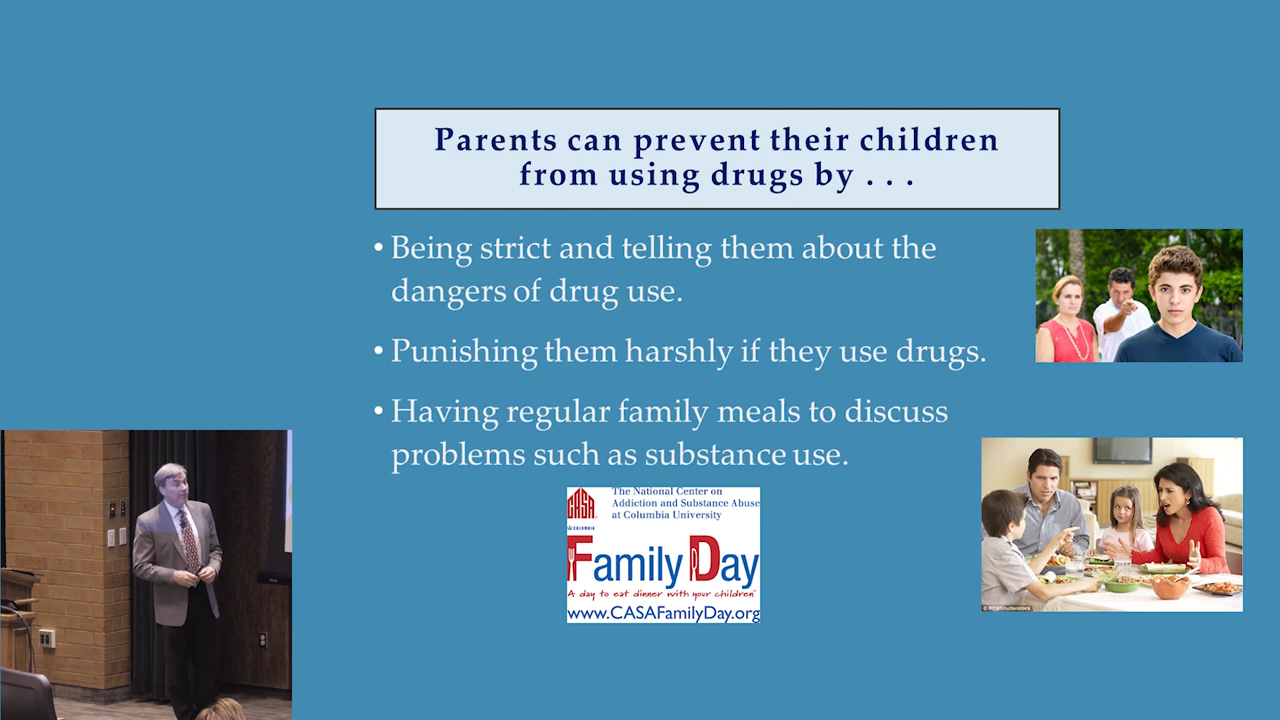 Parents can prevent their children
from using drugs by . . .
• Being strict and telling them about the
dangers of drug use.
• Punishing them harshly if they use drugs.
• Having regular family meals to discuss
problems such as substance use.
CASA
The National Center on
Addiction and Substance Abuse
at Columbia University
COLUMBIA
Family Day
A day to eat dinner with your children"
www.CASAFamilyDay.org
© REX/Shutterstock